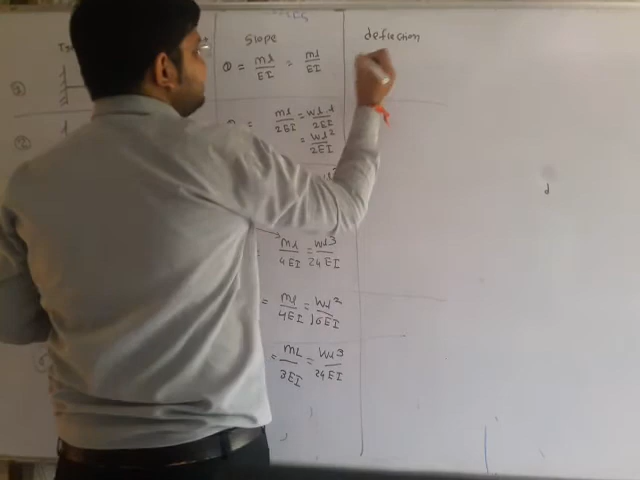 Slope
deflection
①
θ = Ml/EI = Ml/EI
②
Ml/2EI = Wl·l/2EI
= Wl²/2EI
Ml/4EI = Wl3/24EI
= Ml/4EI = Wl²/16EI
= ML/3EI = Wl3/24EI